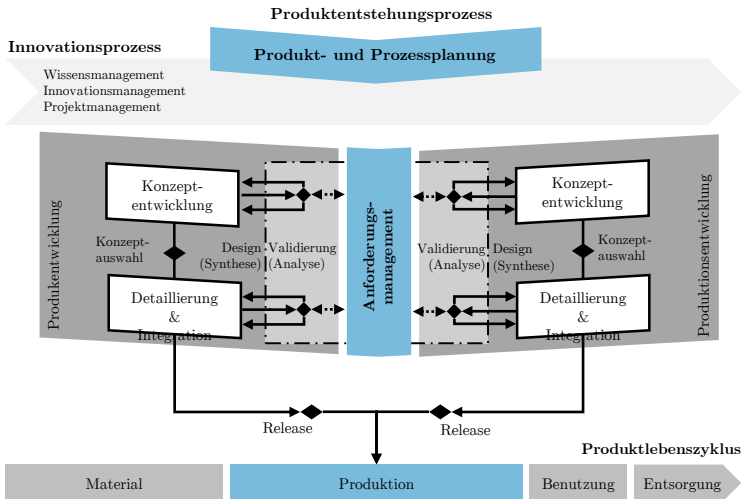 Produktentstehungsprozess
Innovationsprozess
Produkt- und Prozessplanung
Wissensmanagement
Innovationsmanagement
Projektmanagement
Produkentwicklung
Konzept-
entwicklung
Konzept-
auswahl
Design
(Synthese)
Validierung
(Analyse)
Detaillierung
&
Integration
Anforderungs-
management
Konzept-
entwicklung
Validierung
(Analyse)
Design
(Synthese)
Konzept-
auswahl
Detaillierung
&
Integration
Produktionsentwicklung
Release
Release
Produktlebenszyklus
Material
Produktion
Benutzung
Entsorgung